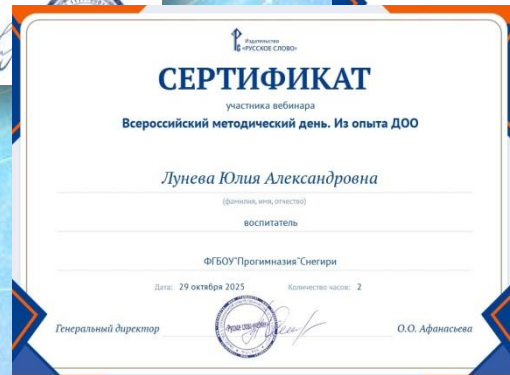 Издательство
«РУССКОЕ СЛОВО»
СЕРТИФИКАТ
участника вебинара
Всероссийский методический день. Из опыта ДОО
Лунева Юлия Александровна
(фамилия, имя, отчество)
воспитатель
ФГБОУ"Прогимназия"Снегири
Дата: 29 октября 2025 Количество часов: 2
Генеральный директор О.О. Афанасьева